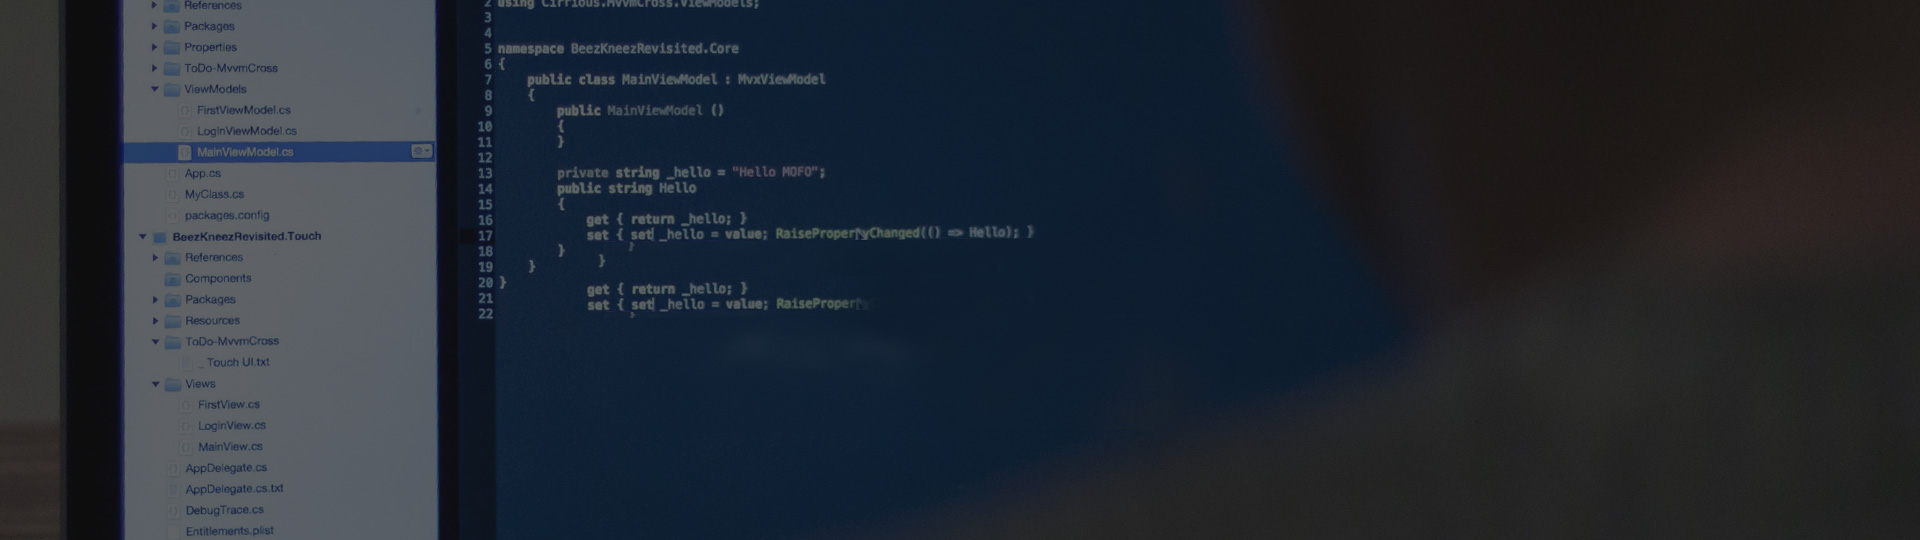 References
Packages
Properties
ToDo-MvvmCross
ViewModels
FirstViewModel.cs
LoginViewModel.cs
MainViewModel.cs
App.cs
MyClass.cs
packages.config
BeezKneezRevisited.Touch
References
Components
Packages
Resources
ToDo-MvvmCross
_ Touch UI.txt
Views
FirstView.cs
LoginView.cs
MainView.cs
AppDelegate.cs
AppDelegate.cs.txt
DebugTrace.cs
Entitlements.plist
2 using Cirrious.MvvmCross.ViewModels;
3
4
5 namespace BeezKneezRevisited.Core
6 {
7 public class MainViewModel : MvxViewModel
8 {
9 public MainViewModel ()
10 {
11 }
12
13 private string _hello = "Hello MOFO";
14 public string Hello
15 {
16 get { return _hello; }
17 set { set _hello = value; RaisePropertyChanged(() => Hello); }
18 }
}
19 }
20 }
21 get { return _hello; }
set { set _hello = value; RaiseProper
22